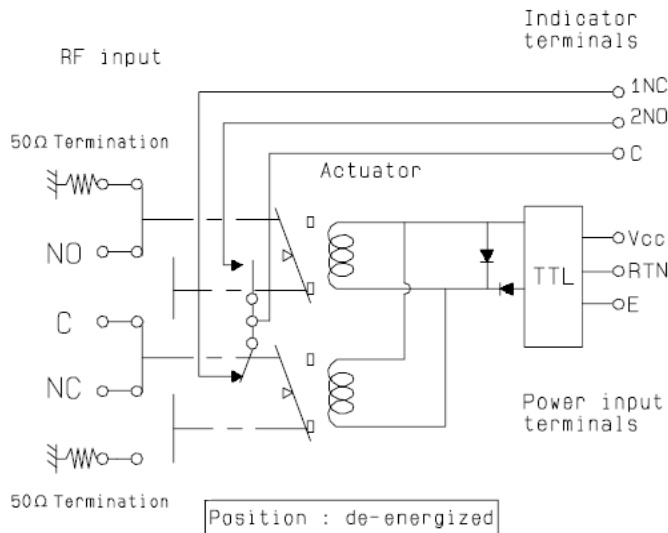 Indicator
terminals
RF input
1NC
2NO
C
50Ω Termination
Actuator
NO
Vcc
TTL
RTN
E
C
NC
Power input
terminals
50Ω Termination
Position : de-energized